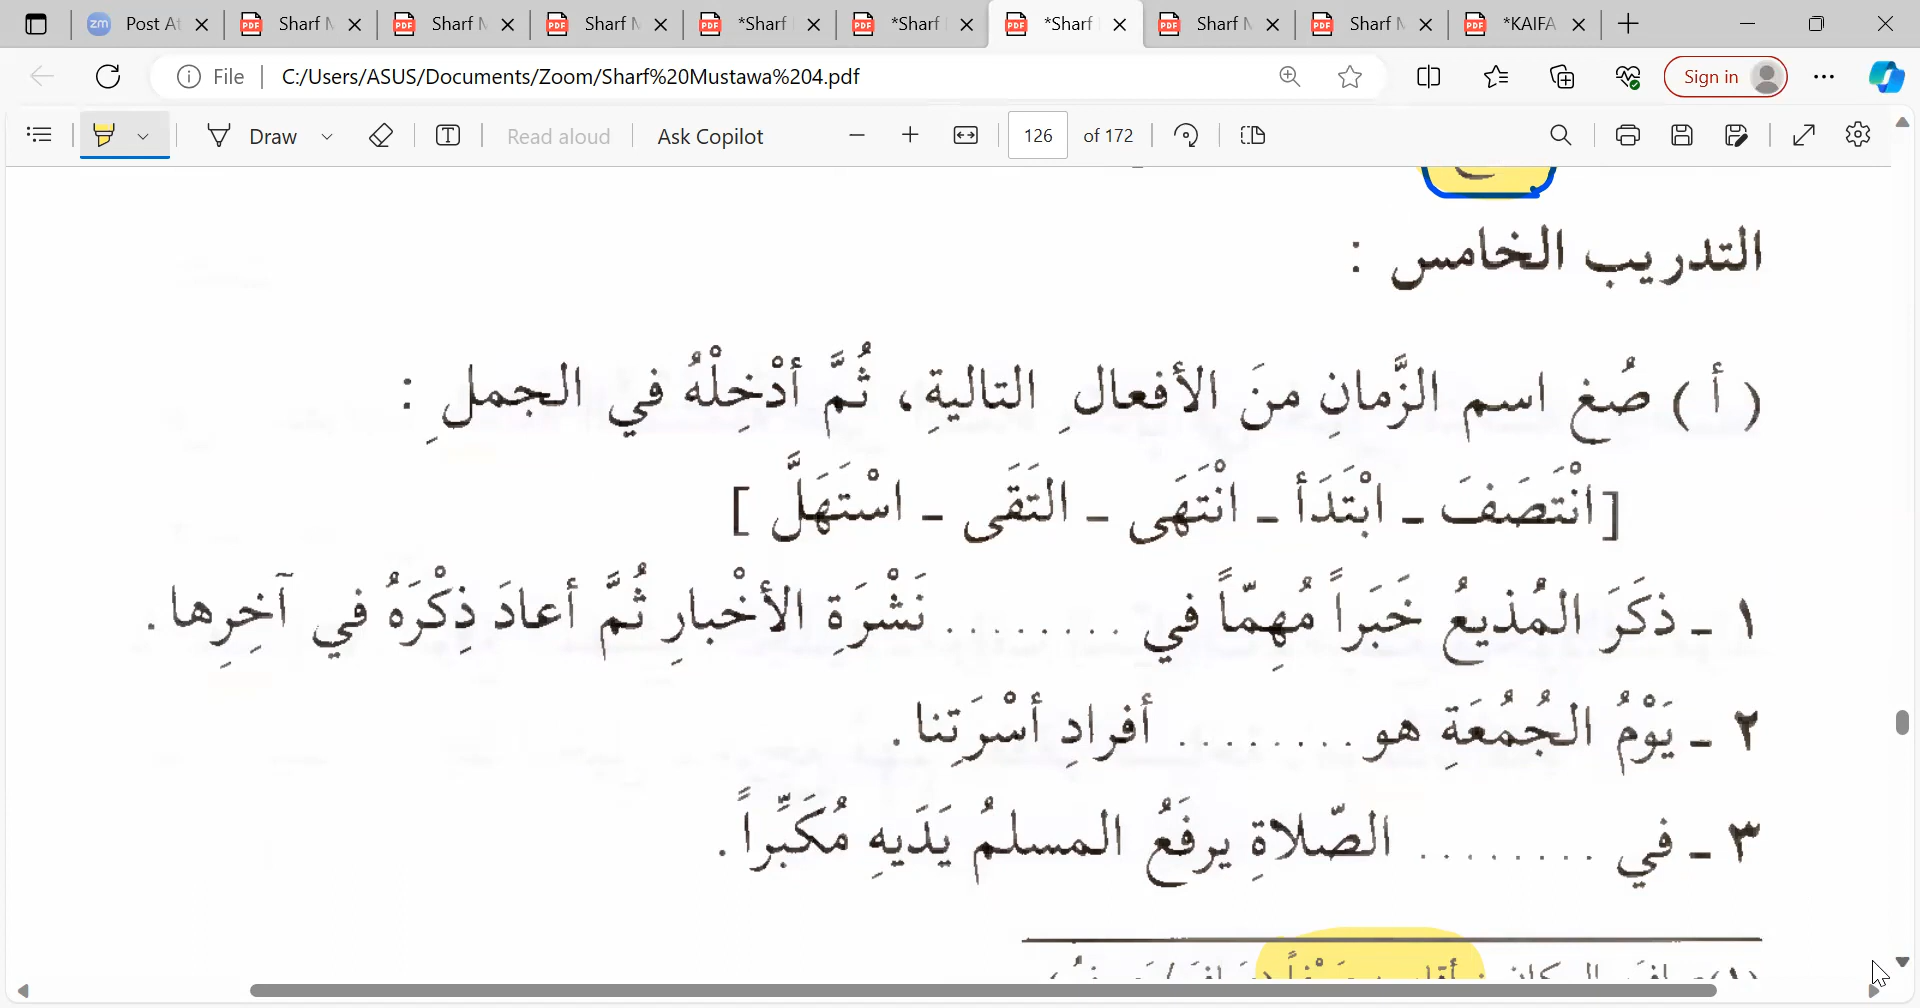 Post At
Sharf M
Sharf M
Sharf M
*Sharf
*Sharf
*Sharf
Sharf M
Sharf M
*KAIFA
File
C:/Users/ASUS/Documents/Zoom/Sharf%20Mustawa%204.pdf
Sign in
Draw
Read aloud
Ask Copilot
126 of 172
التدريب الخامس :
( أ ) صُغ اسم الزَّمانِ منَ الأفعالِ التاليةِ، ثُمَّ أدْخِلْهُ في الجملِ :
[انْتَصَفَ ـ ابْتَدَأ ـ انْتَهَى ـ التَقَى ـ اسْتَهَلَّ ]
١ ـ ذكَرَ المُذيعُ خَبَراً مُهِمّاً في ......... نَشْرَةِ الأخْبارِ ثُمَّ أعادَ ذِكْرَهُ في آخِرِها .
٢ ـ يَوْمُ الجُمُعَةِ هو ......... أفرادِ أسْرَتِنا .
٣ ـ في ......... الصّلاةِ يرفَعُ المسلمُ يَدَيهِ مُكَبِّراً .